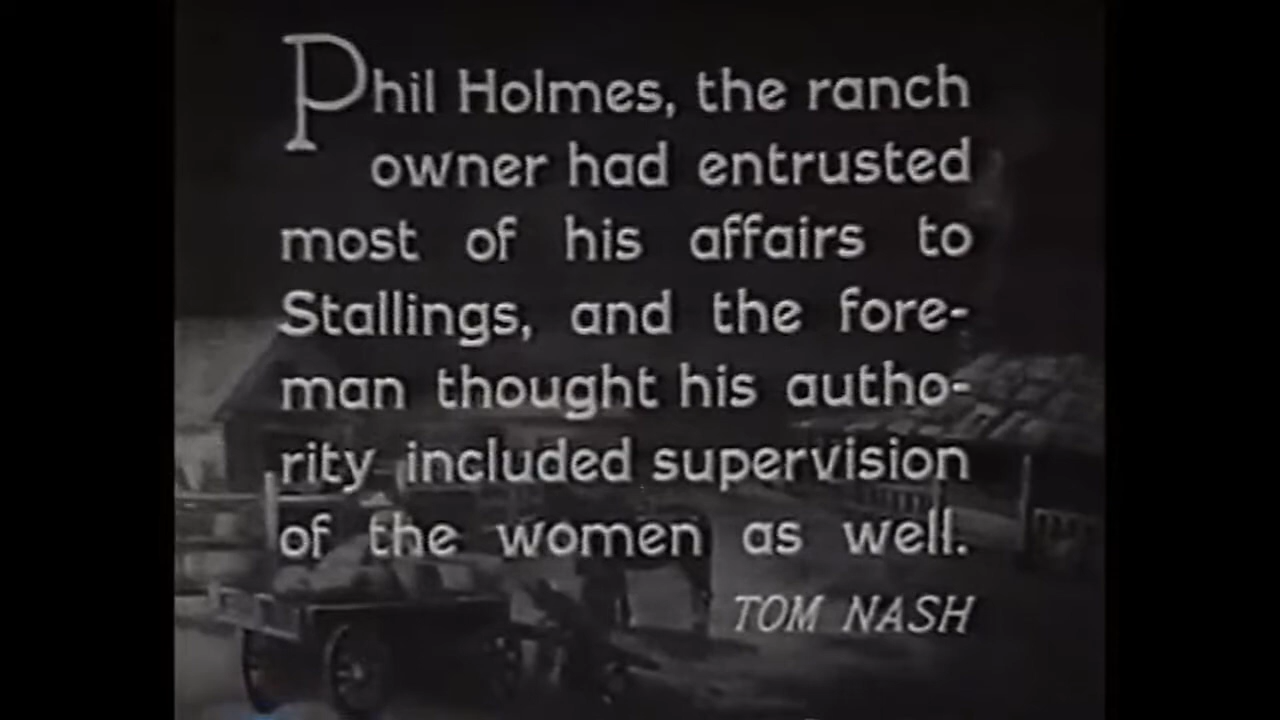 Phil Holmes, the ranch
owner had entrusted
most of his affairs to
Stallings, and the fore-
man thought his autho-
rity included supervision
of the women as well.
TOM NASH